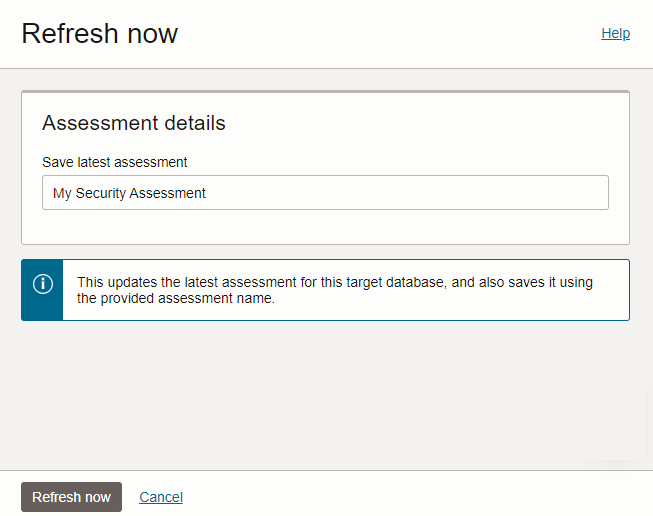 Refresh now
Help
Assessment details
Save latest assessment
My Security Assessment
This updates the latest assessment for this target database, and also saves it using
the provided assessment name.
Refresh now
Cancel